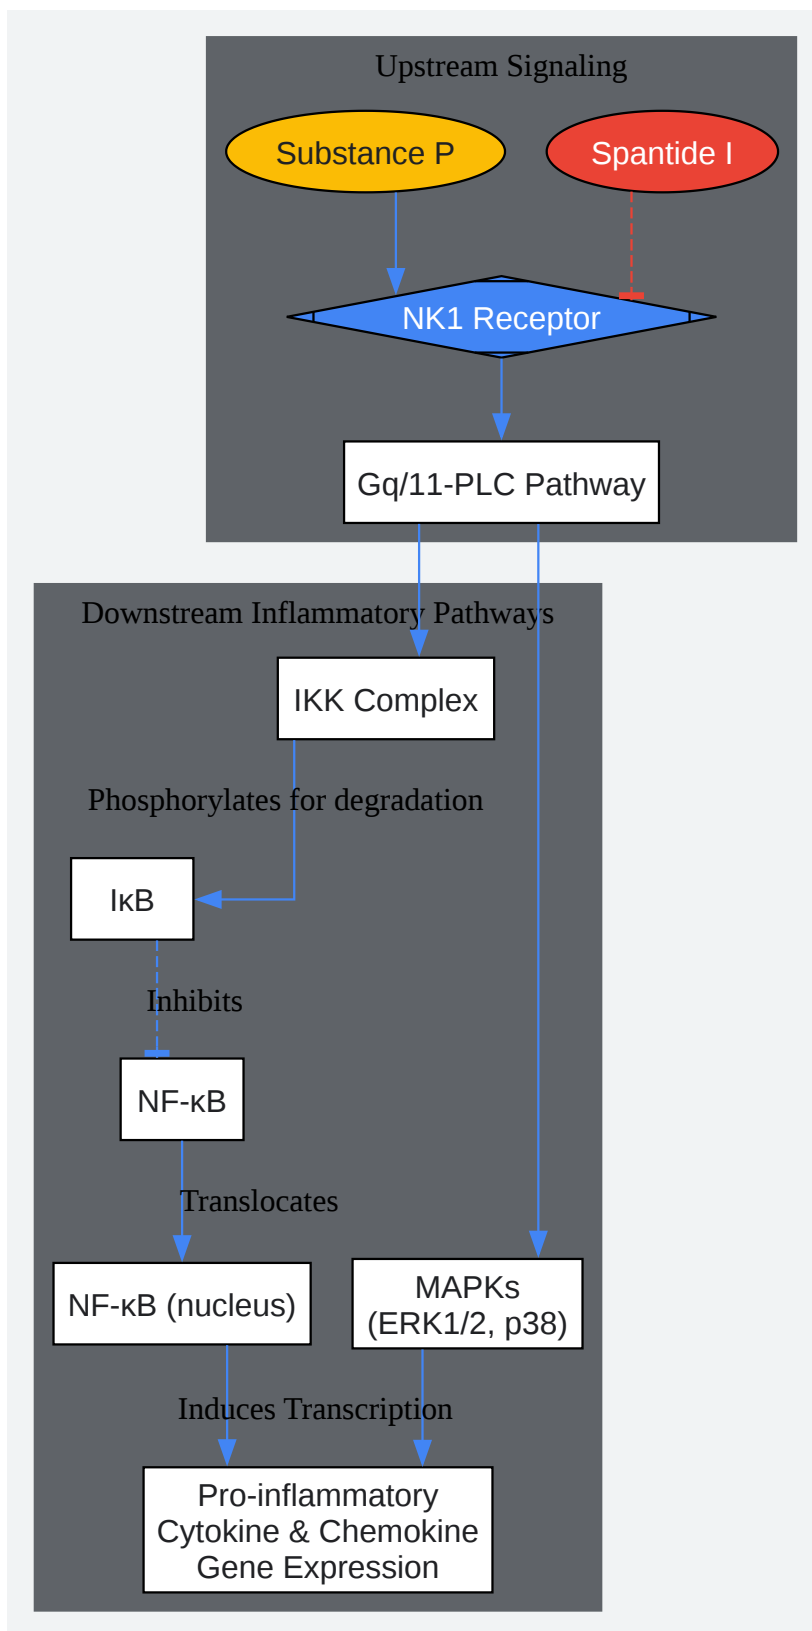 Upstream Signaling
Substance P
Spantide I
NK1 Receptor
Gq/11-PLC Pathway
Downstream Inflammatory Pathways
IKK Complex
Phosphorylates for degradation
IκB
Inhibits
NF-κB
Translocates
NF-κB (nucleus)
MAPKs
(ERK1/2, p38)
Induces Transcription
Pro-inflammatory
Cytokine & Chemokine
Gene Expression